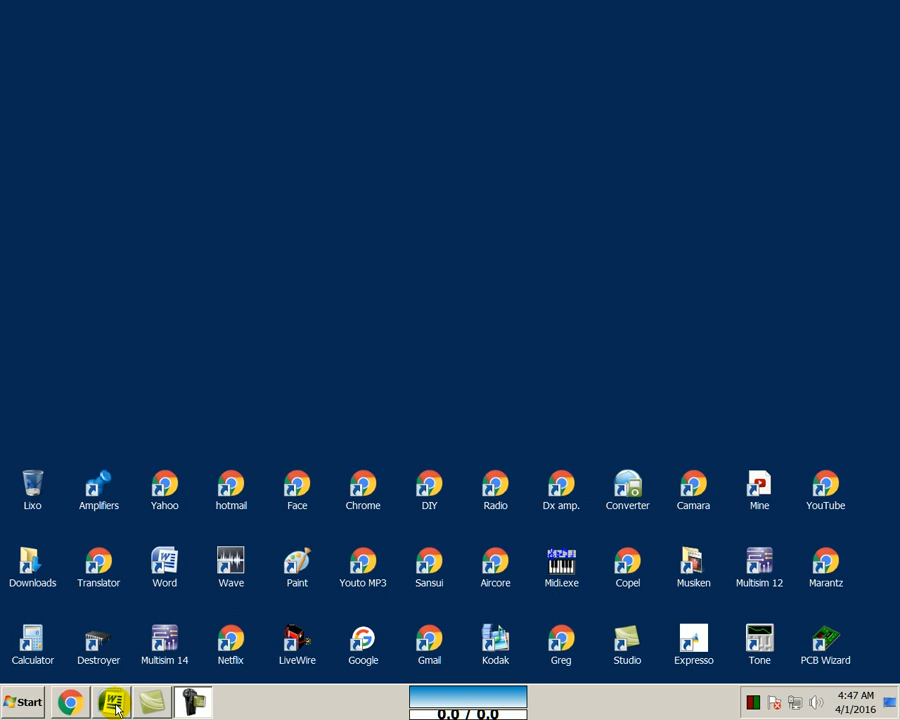 Lixo
Amplifiers
Yahoo
hotmail
Face
Chrome
DIY
Radio
Dx amp.
Converter
Camara
Mine
YouTube
Downloads
Translator
Word
Wave
Paint
Youto MP3
Sansui
Aircore
Midi.exe
Copel
Musiken
Multisim 12
Marantz
Calculator
Destroyer
Multisim 14
Netflix
LiveWire
Google
Gmail
Kodak
Greg
Studio
Expresso
Tone
PCB Wizard
Start
0.0 / 0.0
4:47 AM
4/1/2016